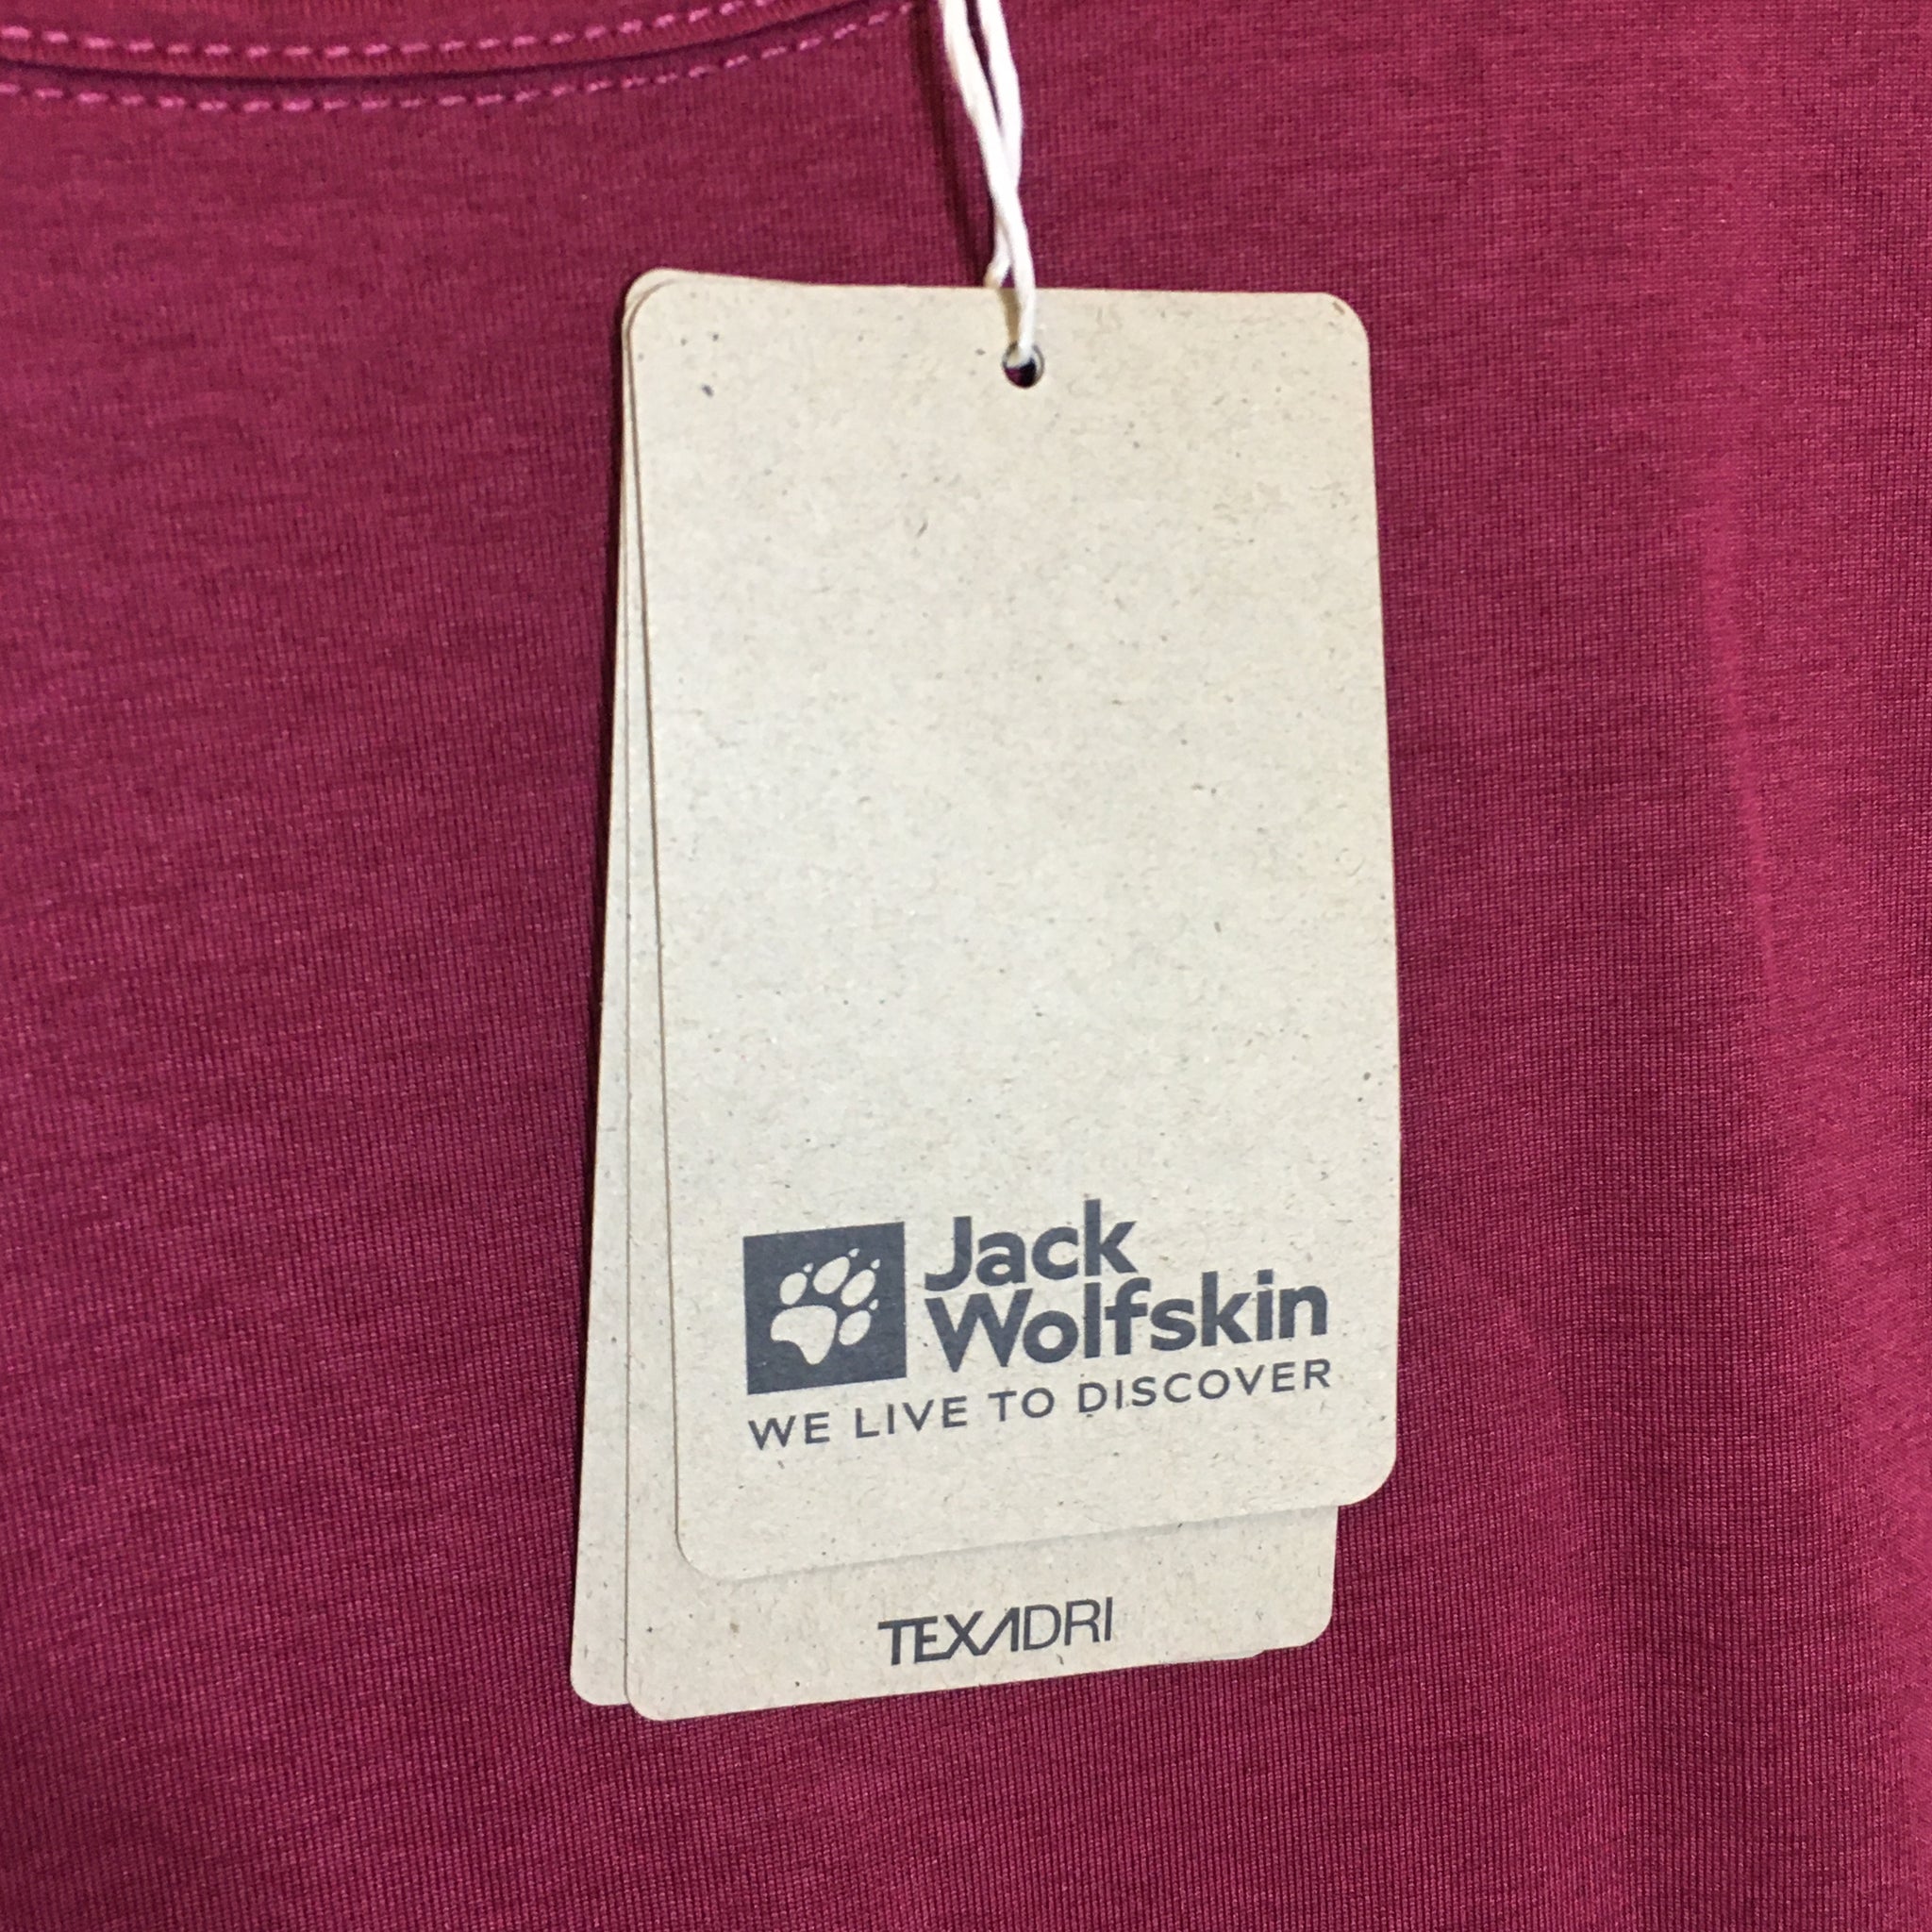 Jack
Wolfskin
WE LIVE TO DISCOVER
TEXADRI